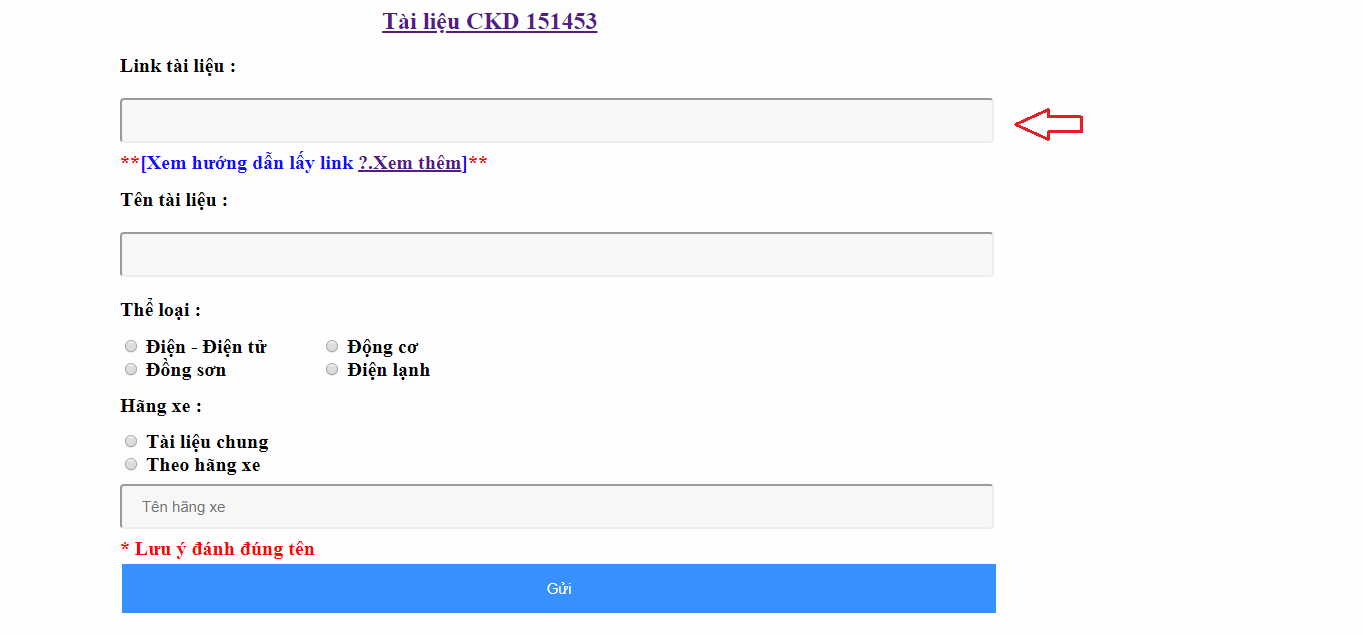 Tài liệu CKD 151453
Link tài liệu :
**[Xem hướng dẫn lấy link ?.Xem thêm]**
Tên tài liệu :
Thể loại :
Điện - Điện tử Động cơ
Đồng sơn Điện lạnh
Hãng xe :
Tài liệu chung
Theo hãng xe
Tên hãng xe
* Lưu ý đánh đúng tên
Gửi